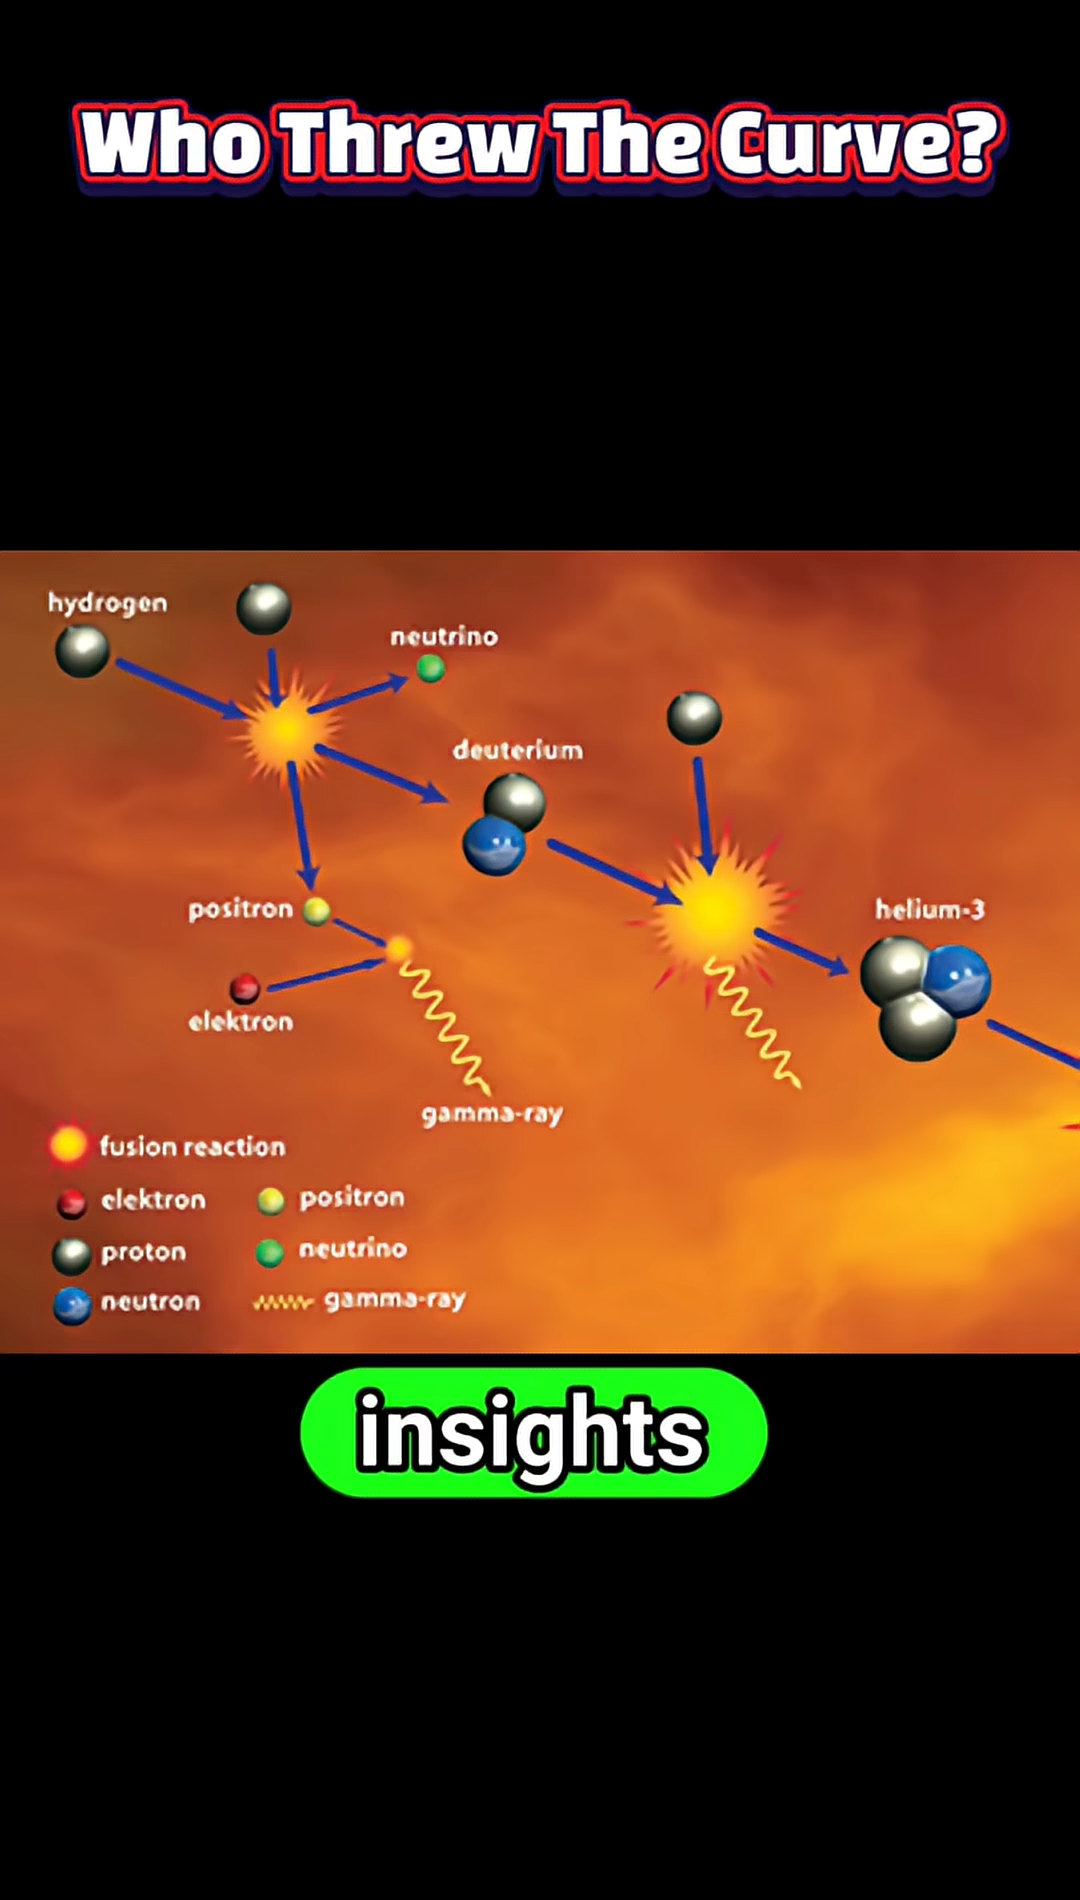 Who Threw The Curve?
hydrogen
neutrino
deuterium
positron
helium-3
elektron
gamma-ray
fusion reaction
elektron
positron
proton
neutrino
neutron
gamma-ray
insights